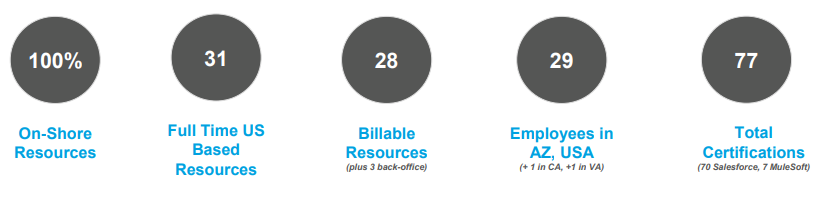 100%
On-Shore
Resources
31
Full Time US
Based
Resources
28
Billable
Resources
(plus 3 back-office)
29
Employees in
AZ, USA
(+ 1 in CA, +1 in VA)
77
Total
Certifications
(70 Salesforce, 7 MuleSoft)